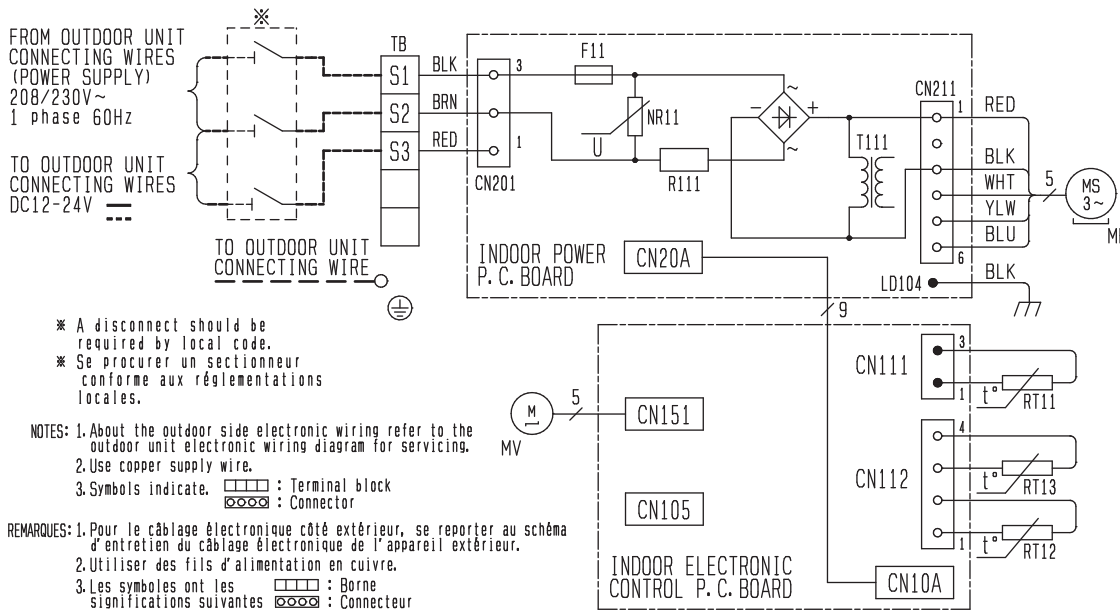 ※
FROM OUTDOOR UNIT
CONNECTING WIRES
(POWER SUPPLY)
208/230V~
1 phase 60Hz
TO OUTDOOR UNIT
CONNECTING WIRES
DC12-24V
TB
S1
S2
S3
BLK
BRN
RED
3
1
CN201
F11
NR11
U
R111
~
- +
~
T111
CN211
1
6
RED
BLK
WHT
YLW
BLU
5
MS
3~
LD104
BLK
INDOOR POWER
P.C.BOARD
CN20A
9
TO OUTDOOR UNIT
CONNECTING WIRE
※ A disconnect should be
required by local code.
※ Se procurer un sectionneur
conforme aux réglementations
locales.
NOTES: 1. About the outdoor side electronic wiring refer to the
outdoor unit electronic wiring diagram for servicing.
2. Use copper supply wire.
3. Symbols indicate. : Terminal block
: Connector
REMARQUES: 1. Pour le câblage électronique côté extérieur, se reporter au schéma
d'entretien du câblage électronique de l'appareil extérieur.
2. Utiliser des fils d'alimentation en cuivre.
3. Les symboles ont les : Borne
significations suivantes : Connecteur
M
MV
5
CN151
CN105
INDOOR ELECTRONIC
CONTROL P.C.BOARD
CN10A
CN111
3
1
t°
RT11
CN112
4
1
t°
RT13
t°
RT12